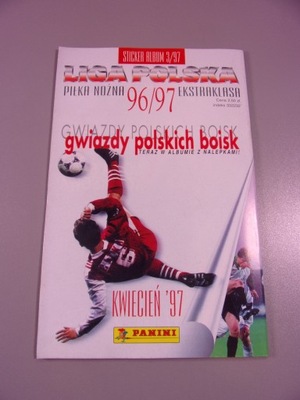 STICKER ALBUM 3/97
LIGA POLSKA
PIŁKA NOŻNA 96/97 EKSTRAKLASA
GWIAZDY POLSKICH BOISK
gwiazdy polskich boisk
TERAZ W ALBUMIE Z NALEPKAMI!
6
KWIECIEŃ '97
PANINI